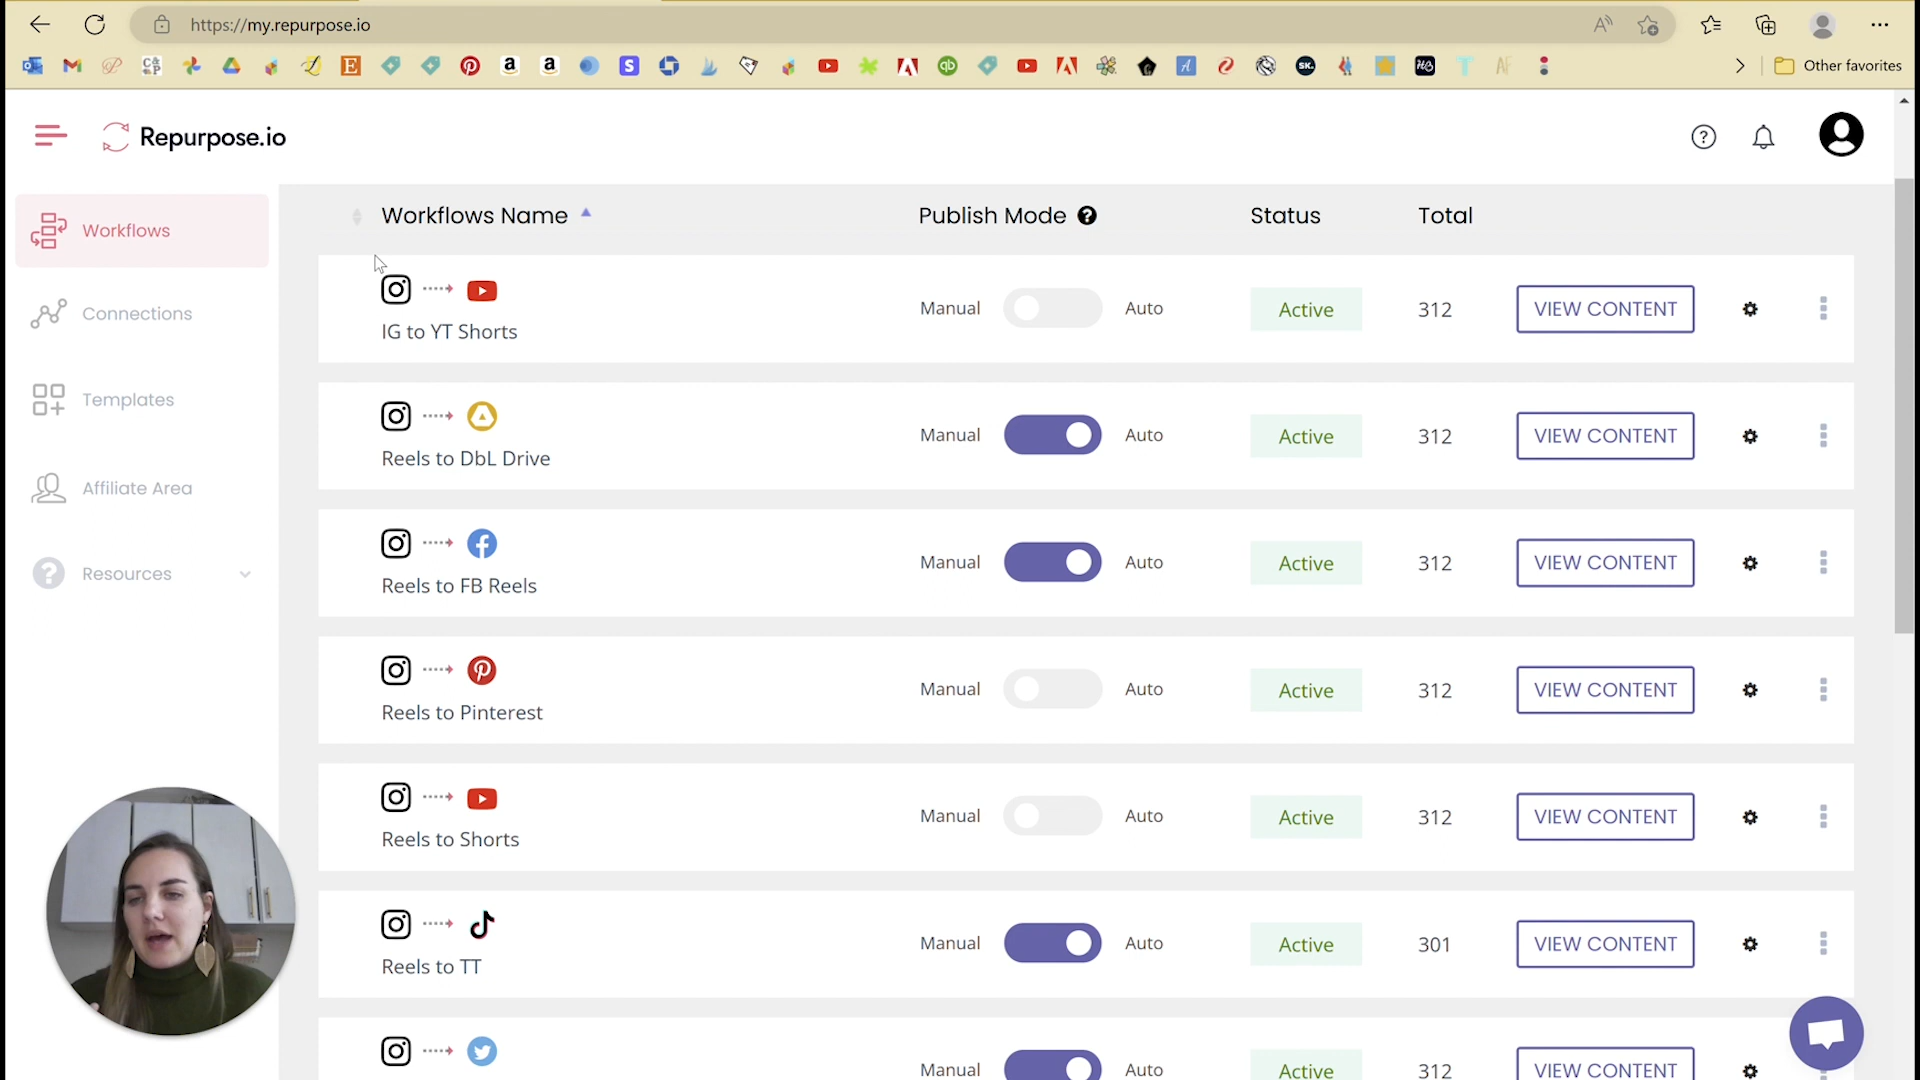 https://my.repurpose.io
Other favorites
Repurpose.io
Workflows
Connections
Templates
Affiliate Area
Resources
Workflows Name Publish Mode Status Total
IG to YT Shorts
Manual Auto Active 312 VIEW CONTENT
Reels to DbL Drive
Manual Auto Active 312 VIEW CONTENT
Reels to FB Reels
Manual Auto Active 312 VIEW CONTENT
Reels to Pinterest
Manual Auto Active 312 VIEW CONTENT
Reels to Shorts
Manual Auto Active 312 VIEW CONTENT
Reels to TT
Manual Auto Active 301 VIEW CONTENT
Manual Auto Active 312 VIEW CONTENT